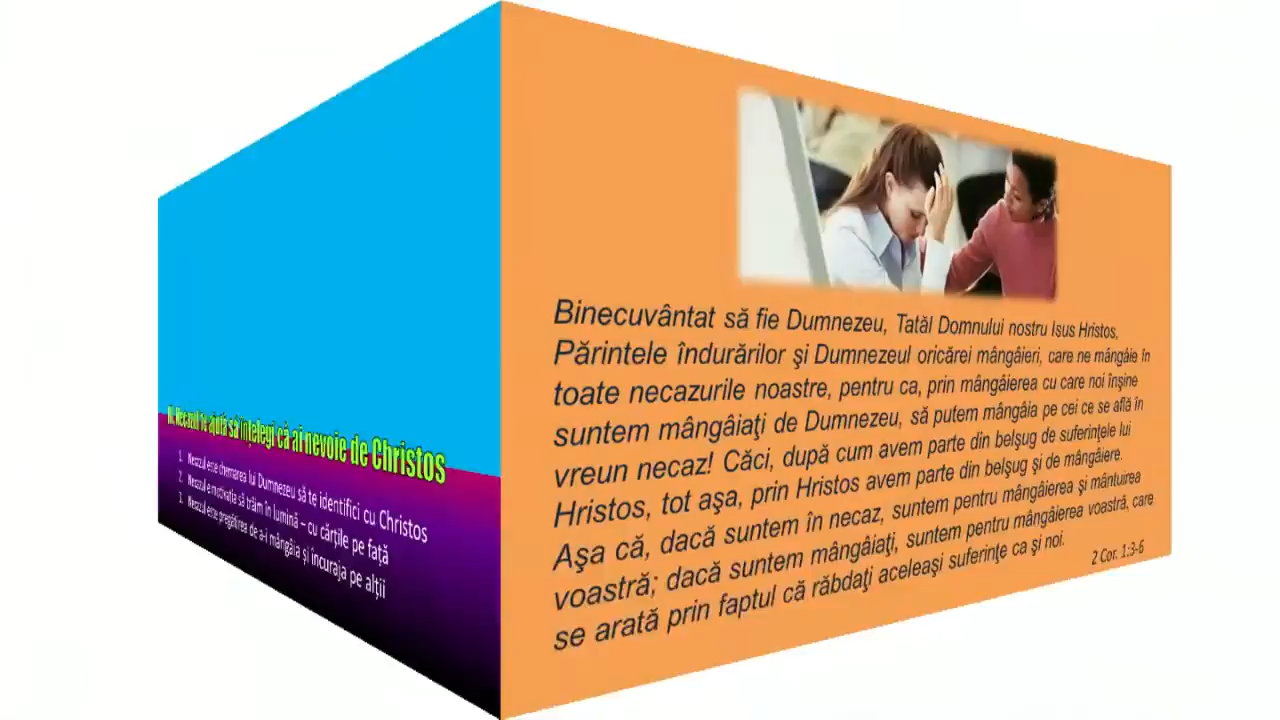 II. Necazul te ajută să înțelegi că ai nevoie de Christos
1. Necazul este chemarea lui Dumnezeu să te identifici cu Christos
2. Necazul e motivația să trăim în lumină – cu cărțile pe față
3. Necazul este pregătirea de a-i mângâia și încuraja pe alții
Binecuvântat să fie Dumnezeu, Tatăl Domnului nostru Isus Hristos,
Părintele îndurărilor şi Dumnezeul oricărei mângâieri, care ne mângâie în
toate necazurile noastre, pentru ca, prin mângâierea cu care noi înşine
suntem mângâiaţi de Dumnezeu, să putem mângâia pe cei ce se află în
vreun necaz! Căci, după cum avem parte din belşug de suferinţele lui
Hristos, tot aşa, prin Hristos avem parte din belşug şi de mângâiere.
Aşa că, dacă suntem în necaz, suntem pentru mângâierea şi mântuirea
voastră; dacă suntem mângâiaţi, suntem pentru mângâierea voastră, care
se arată prin faptul că răbdaţi aceleaşi suferinţe ca şi noi.
2 Cor. 1:3-6